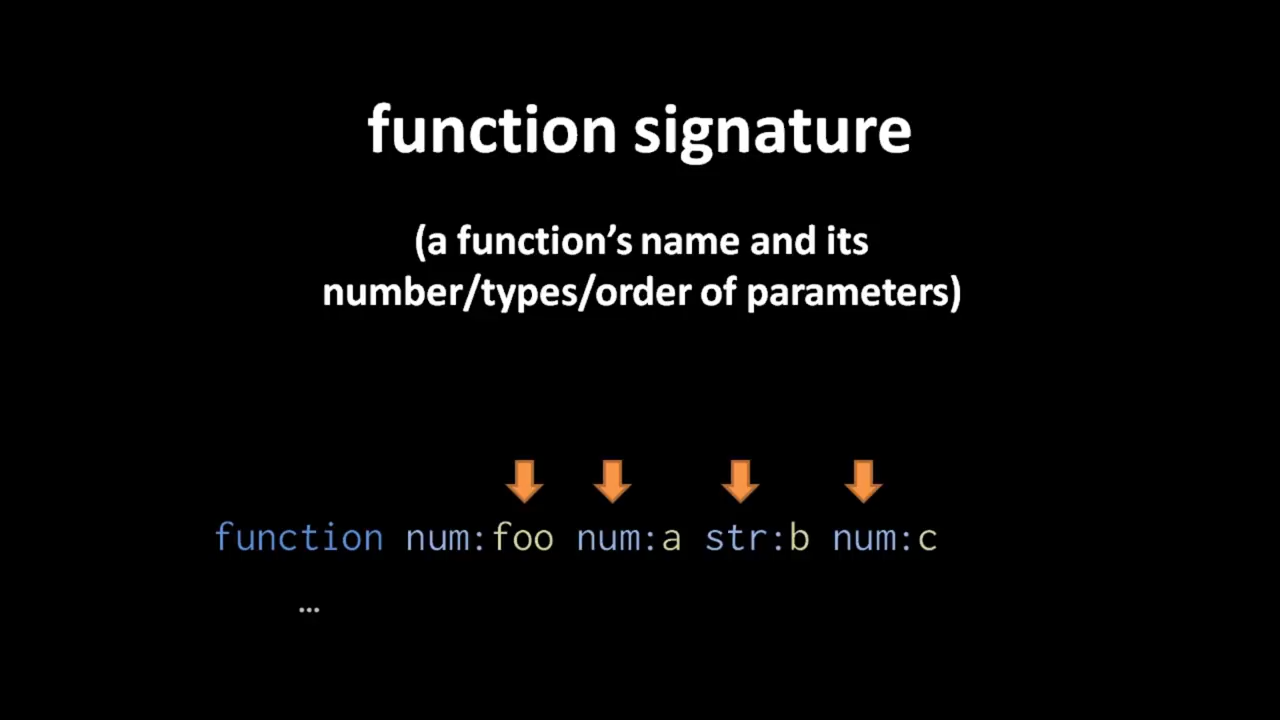 function signature
(a function’s name and its
number/types/order of parameters)
function num:foo num:a str:b num:c
…